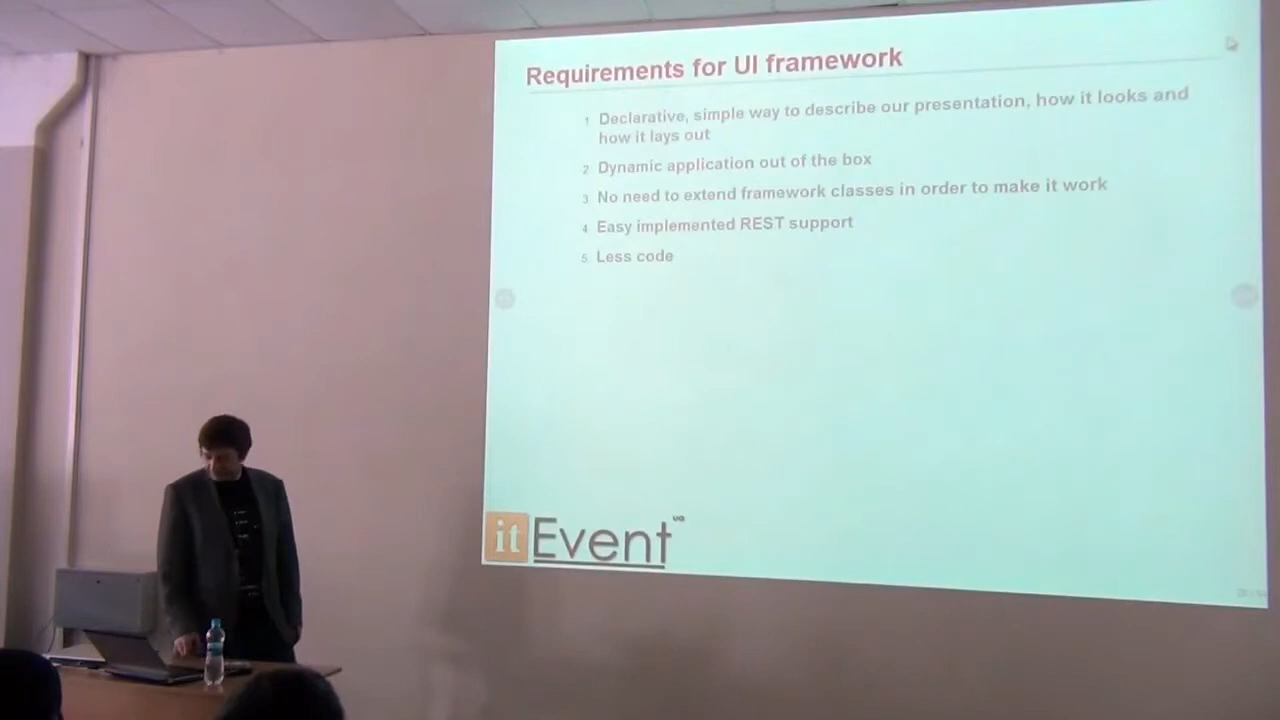 Requirements for UI framework
1 Declarative, simple way to describe our presentation, how it looks and
how it lays out
2 Dynamic application out of the box
3 No need to extend framework classes in order to make it work
4 Easy implemented REST support
5. Less code
it Event ua